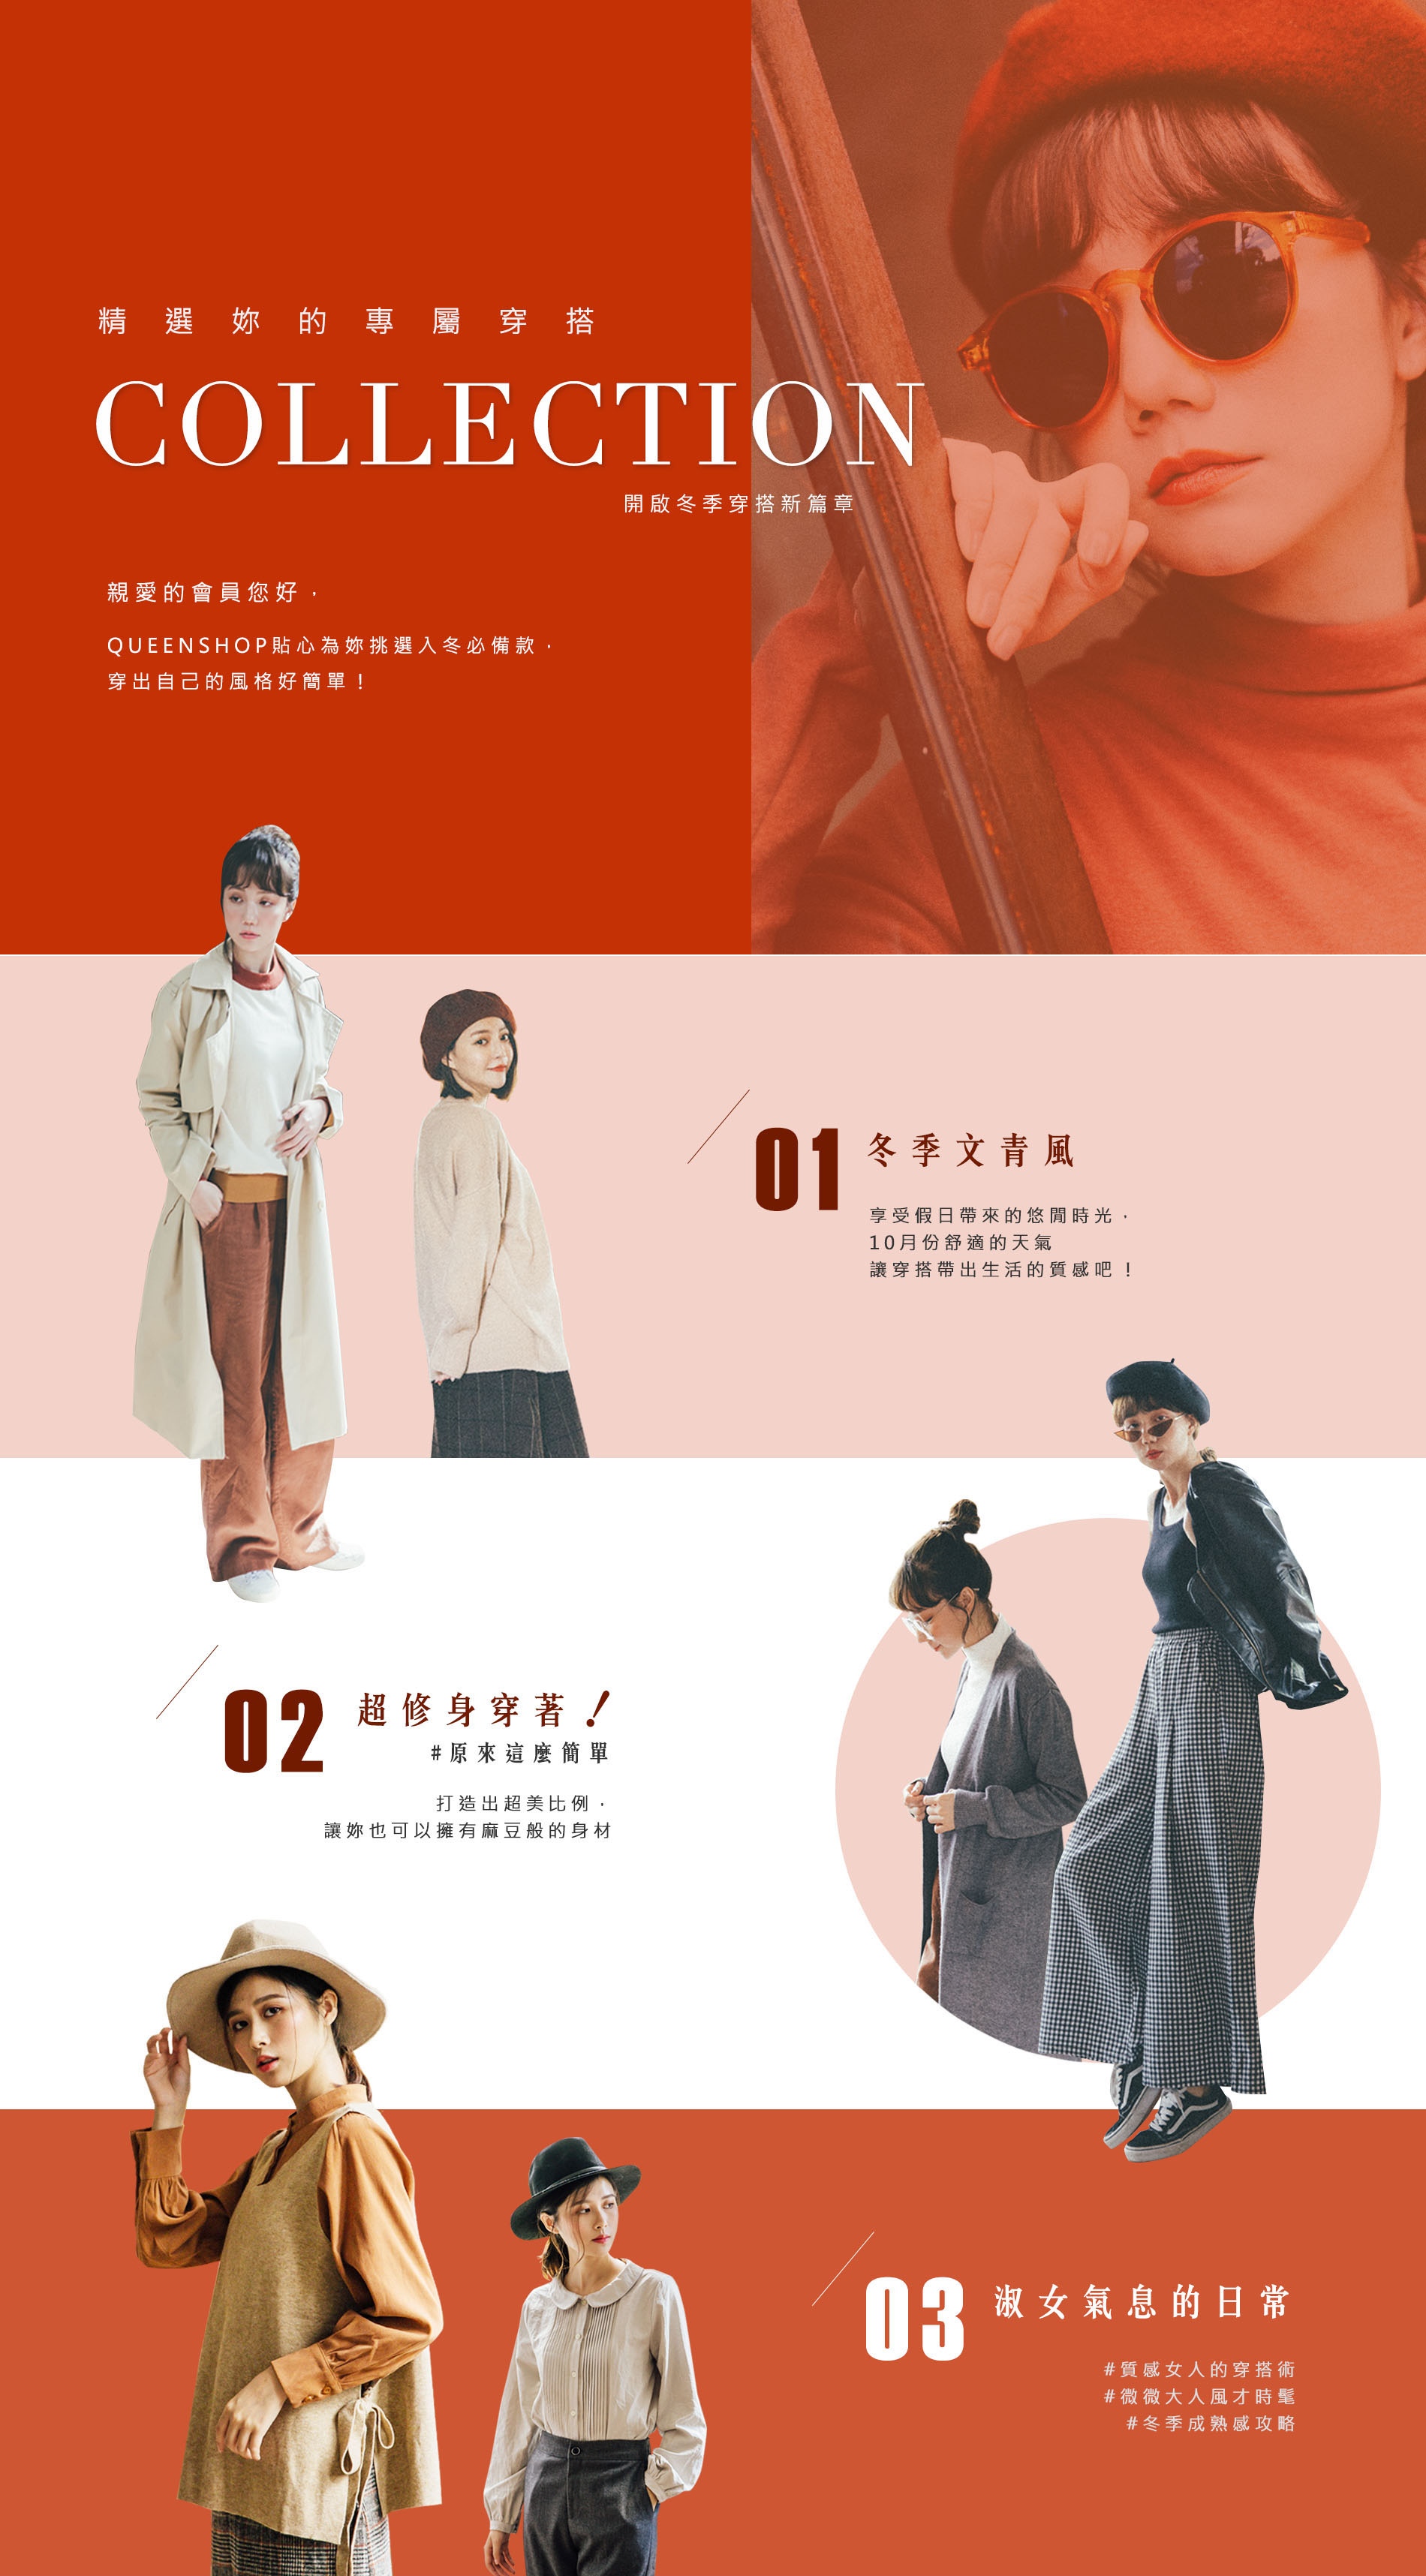 精選妳的專屬穿搭
COLLECTION
開啟冬季穿搭新篇章
親愛的會員您好，
QUEENSHOP貼心為妳挑選入冬必備款，
穿出自己的風格好簡單！
01 冬季文青風
享受假日帶來的悠閒時光，
10月份舒適的天氣
讓穿搭帶出生活的質感吧！
02 超修身穿著！
#原來這麼簡單
打造出超美比例，
讓妳也可以擁有麻豆般的身材
03 淑女氣息的日常
#質感女人的穿搭術
#微微大人風才時髦
#冬季成熟感攻略